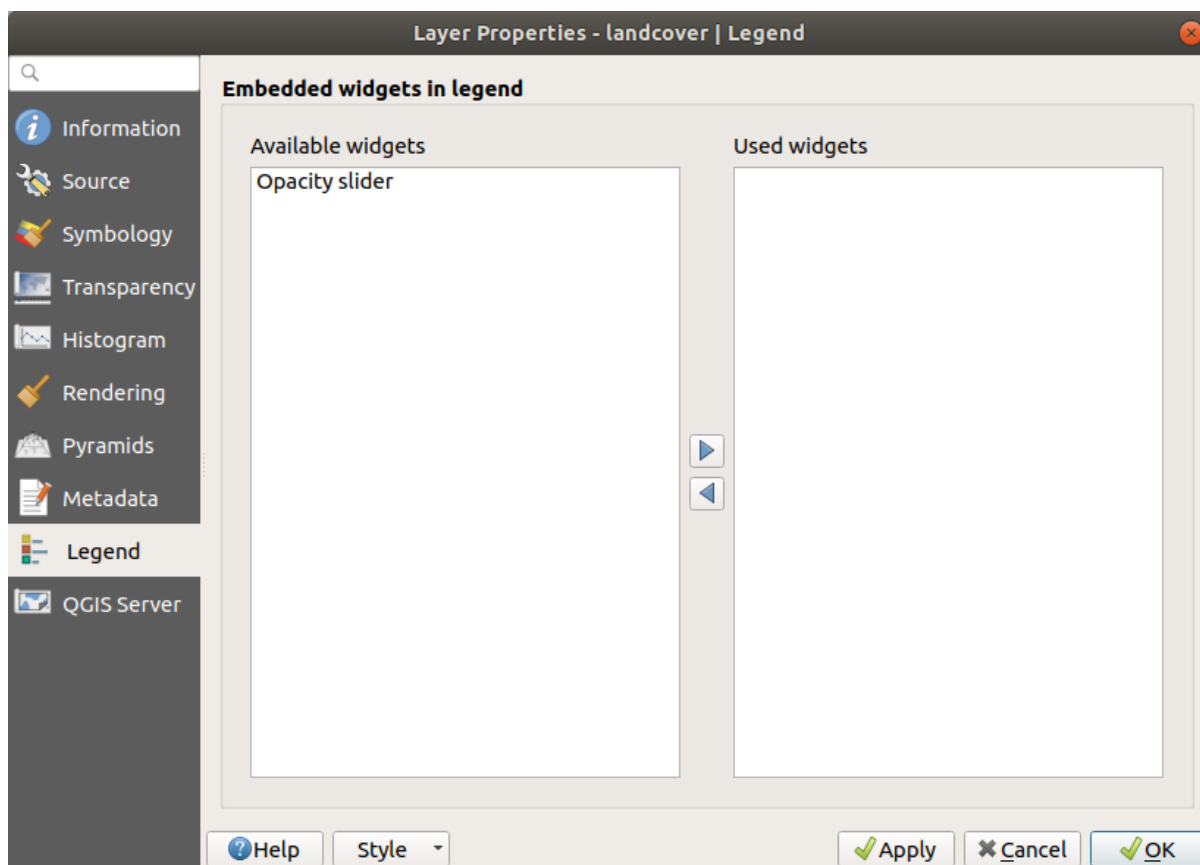 Layer Properties - landcover | Legend
Information
Source
Symbology
Transparency
Histogram
Rendering
Pyramids
Metadata
Legend
QGIS Server
Embedded widgets in legend
Available widgets
Opacity slider
Used widgets
Help
Style
Apply
Cancel
OK